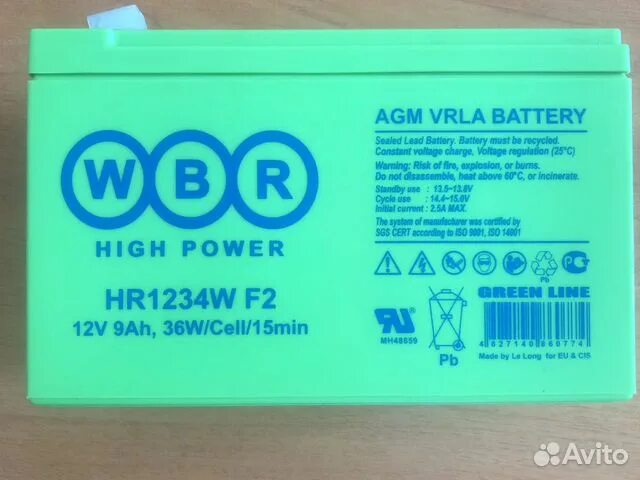 WBR
HIGH POWER
HR1234W F2
12V 9Ah, 36W/Cell/15min
AGM VRLA BATTERY
Sealed Lead Battery. Battery must be recycled.
Constant voltage charge, Voltage regulation (25°C)
Warning: Risk of fire, explosion, or burns.
Do not disassemble, heat above 60°C, or incinerate.
Standby use : 13.5~13.8V
Cycle use : 14.4~15.0V
Initial current : 2.5A MAX.
The system of manufacturer was certified by
SGS CERT according to ISO 9001, ISO 14001
Pb
GREEN LINE
MH48659
Pb
4627140860774
Made by Le Long for EU & CIS
Avito